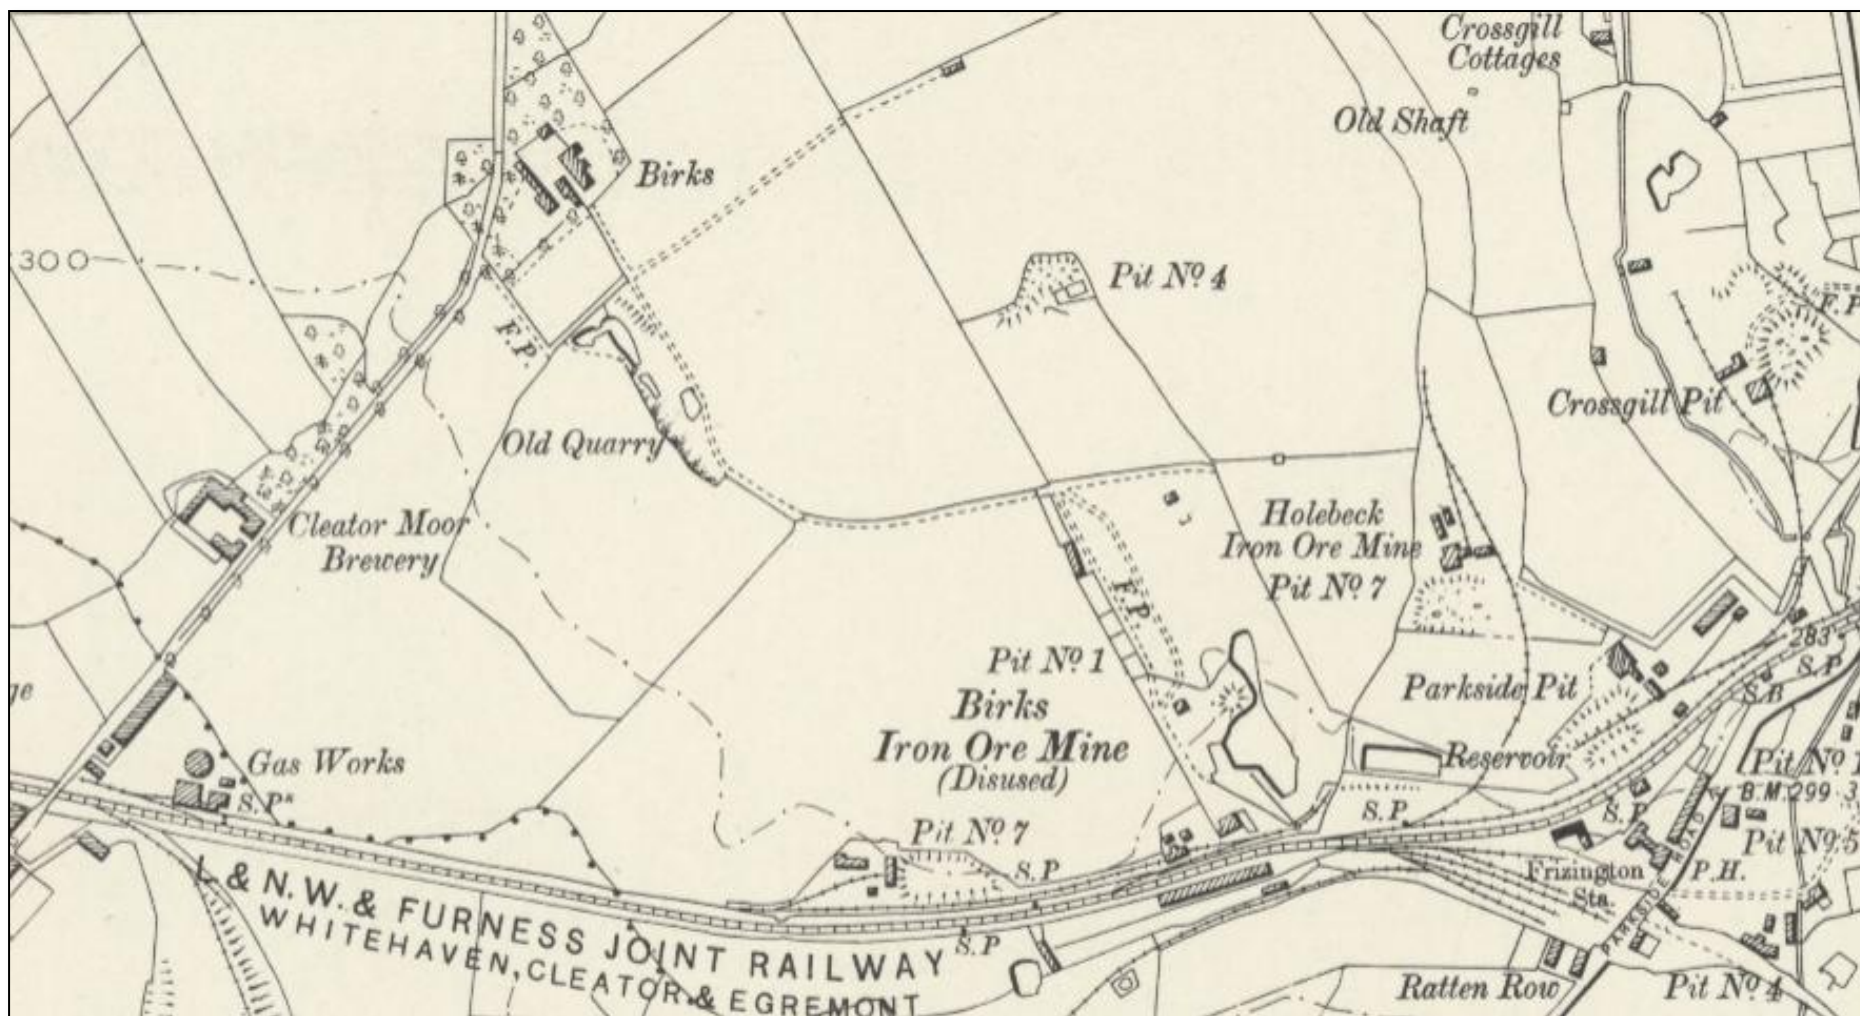 Crossgill
Cottages
Old Shaft
Birks
300
Pit No. 4
F.P
F.P
Crossgill Pit
Old Quarry
Cleator Moor
Brewery
Holebeck
Iron Ore Mine
Pit No. 7
F.P.
283
S.P
Pit No. 1
Parkside Pit
S.B
Birks
Iron Ore Mine
(Disused)
Gas Works
Reservoir
Pit No. 1
S.Ps
B.M.299
S.P.
S.P.
Pit No. 7
Pit No. 5
S.P
Frizington
Sta.
P.H.
PARKSIDE ROAD
L & N.W. & FURNESS JOINT RAILWAY
S.P
WHITEHAVEN, CLEATOR & EGREMONT
Ratten Row
Pit No. 4